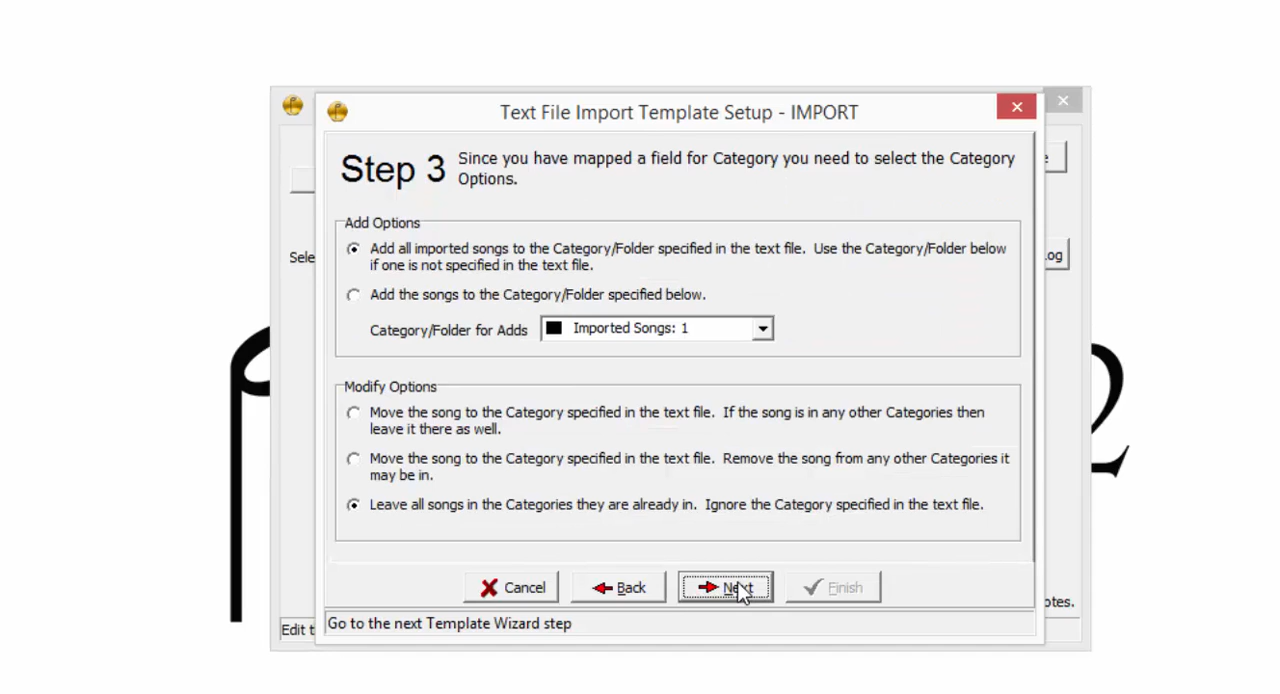 Text File Import Template Setup - IMPORT
Step 3
Since you have mapped a field for Category you need to select the Category
Options.
Add Options
Add all imported songs to the Category/Folder specified in the text file. Use the Category/Folder below
if one is not specified in the text file.
Add the songs to the Category/Folder specified below.
Category/Folder for Adds
Imported Songs: 1
Modify Options
Move the song to the Category specified in the text file. If the song is in any other Categories then
leave it there as well.
Move the song to the Category specified in the text file. Remove the song from any other Categories it
may be in.
Leave all songs in the Categories they are already in. Ignore the Category specified in the text file.
Cancel
Back
Next
Finish
Go to the next Template Wizard step
Sele
og
otes.
Edit t
2